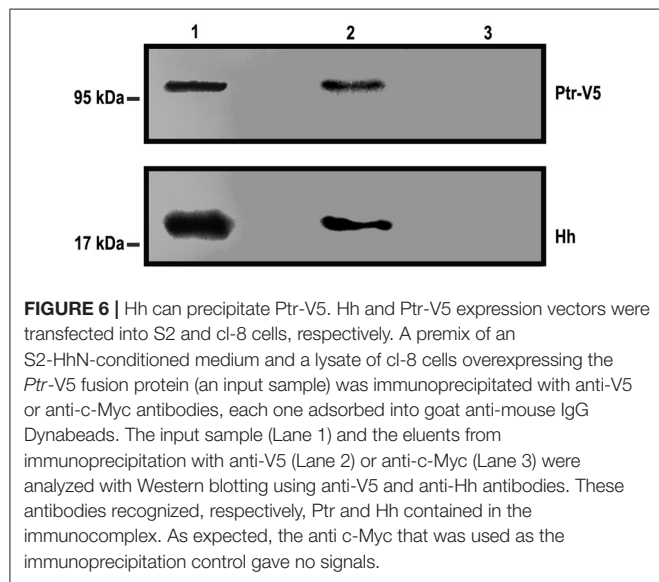 1 2 3
95 kDa
Ptr-V5
17 kDa
Hh
FIGURE 6 | Hh can precipitate Ptr-V5. Hh and Ptr-V5 expression vectors were
transfected into S2 and cl-8 cells, respectively. A premix of an
S2-HhN-conditioned medium and a lysate of cl-8 cells overexpressing the
Ptr-V5 fusion protein (an input sample) was immunoprecipitated with anti-V5
or anti-c-Myc antibodies, each one adsorbed into goat anti-mouse IgG
Dynabeads. The input sample (Lane 1) and the eluents from
immunoprecipitation with anti-V5 (Lane 2) or anti-c-Myc (Lane 3) were
analyzed with Western blotting using anti-V5 and anti-Hh antibodies. These
antibodies recognized, respectively, Ptr and Hh contained in the
immunocomplex. As expected, the anti c-Myc that was used as the
immunoprecipitation control gave no signals.